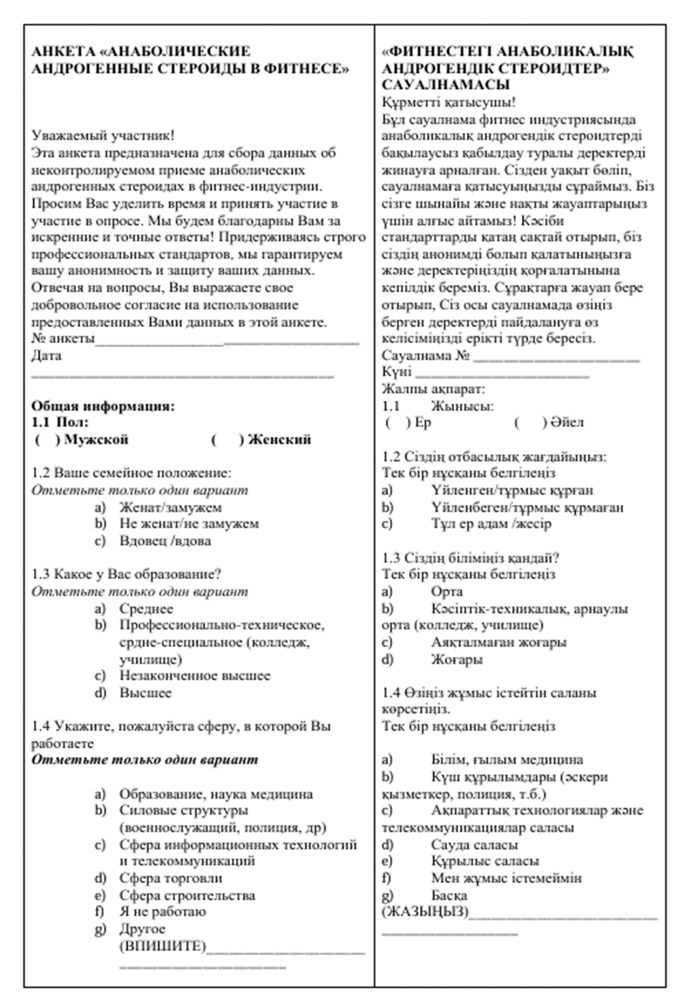 АНКЕТА «АНАБОЛИЧЕСКИЕ
АНДРОГЕННЫЕ СТЕРОИДЫ В ФИТНЕСЕ»
Уважаемый участник!
Эта анкета предназначена для сбора данных об
неконтролируемом приеме анаболических
андрогенных стероидах в фитнес-индустрии.
Просим Вас уделить время и принять участие в
участие в опросе. Мы будем благодарны Вам за
искренние и точные ответы! Придерживаясь строго
профессиональных стандартов, мы гарантируем
вашу анонимность и защиту ваших данных.
Отвечая на вопросы, Вы выражаете свое
добровольное согласие на использование
предоставленных Вами данных в этой анкете.
№ анкеты___________________________________
Дата
________________________________________
Общая информация:
1.1 Пол:
( ) Мужской ( ) Женский
1.2 Ваше семейное положение:
Отметьте только один вариант
a) Женат/замужем
b) Не женат/не замужем
c) Вдовец /вдова
1.3 Какое у Вас образование?
Отметьте только один вариант
a) Среднее
b) Профессионально-техническое,
срдне-специальное (колледж,
училище)
c) Незаконченное высшее
d) Высшее
1.4 Укажите, пожалуйста сферу, в которой Вы
работаете
Отметьте только один вариант
a) Образование, наука медицина
b) Силовые структуры
(военнослужащий, полиция, др)
c) Сфера информационных технологий
и телекоммуникаций
d) Сфера торговли
e) Сфера строительства
f) Я не работаю
g) Другое
(ВПИШИТЕ)_____________________
______________________
«ФИТНЕСТЕГІ АНАБОЛИКАЛЫҚ
АНДРОГЕНДІК СТЕРОИДТЕР»
САУАЛНАМАСЫ
Құрметті қатысушы!
Бұл сауалнама фитнес индустриясында
анаболикалық андрогендік стероидтерді
бақылаусыз қабылдау туралы деректерді
жинауға арналған. Сізден уақыт бөліп,
сауалнамаға қатысуыңызды сұраймыз. Біз
сізге шынайы және нақты жауаптарыңыз
үшін алғыс айтамыз! Кәсіби
стандарттарды қатаң сақтай отырып, біз
сіздің анонимді болып қалатыныңызға
және деректеріңіздің қорғалатынына
кепілдік береміз. Сұрақтарға жауап бере
отырып, Сіз осы сауалнамада өзіңіз
берген деректерді пайдалануға өз
келісіміңізді ерікті түрде бересіз.
Сауалнама № ______________________
Күні _______________________
Жалпы ақпарат:
1.1 Жынысы:
( ) Ер ( ) Әйел
1.2 Сіздің отбасылық жағдайыңыз:
Тек бір нұсқаны белгілеңіз
a) Үйленген/тұрмыс құрған
b) Үйленбеген/тұрмыс құрмаған
c) Тұл ер адам /жесір
1.3 Сіздің біліміңіз қандай?
Тек бір нұсқаны белгілеңіз
a) Орта
b) Кәсіптік-техникалық, арнаулы
орта (колледж, училище)
c) Аяқталмаған жоғары
d) Жоғары
1.4 Өзіңіз жұмыс істейтін саланы
көрсетіңіз.
Тек бір нұсқаны белгілеңіз
a) Білім, ғылым медицина
b) Күш құрылымдары (әскери
қызметкер, полиция, т.б.)
c) Ақпараттық технологиялар және
телекоммуникациялар саласы
d) Сауда саласы
e) Құрылыс саласы
f) Мен жұмыс істемеймін
g) Басқа
(ЖАЗЫҢЫЗ)_________________________
__________________